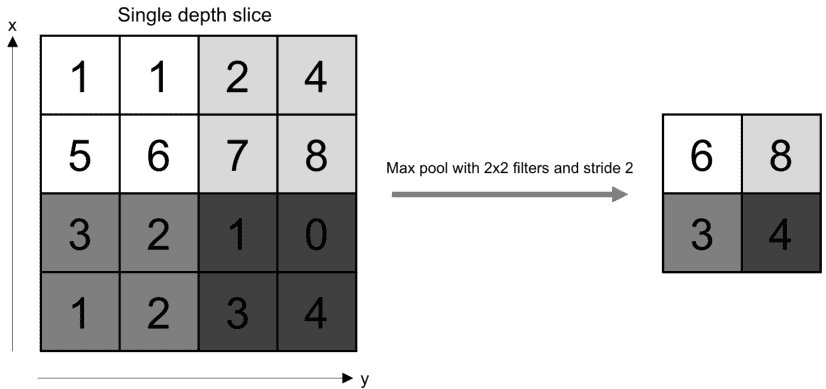 Single depth slice
x
1 1 2 4
5 6 7 8
3 2 1 0
1 2 3 4
y
Max pool with 2x2 filters and stride 2
6 8
3 4